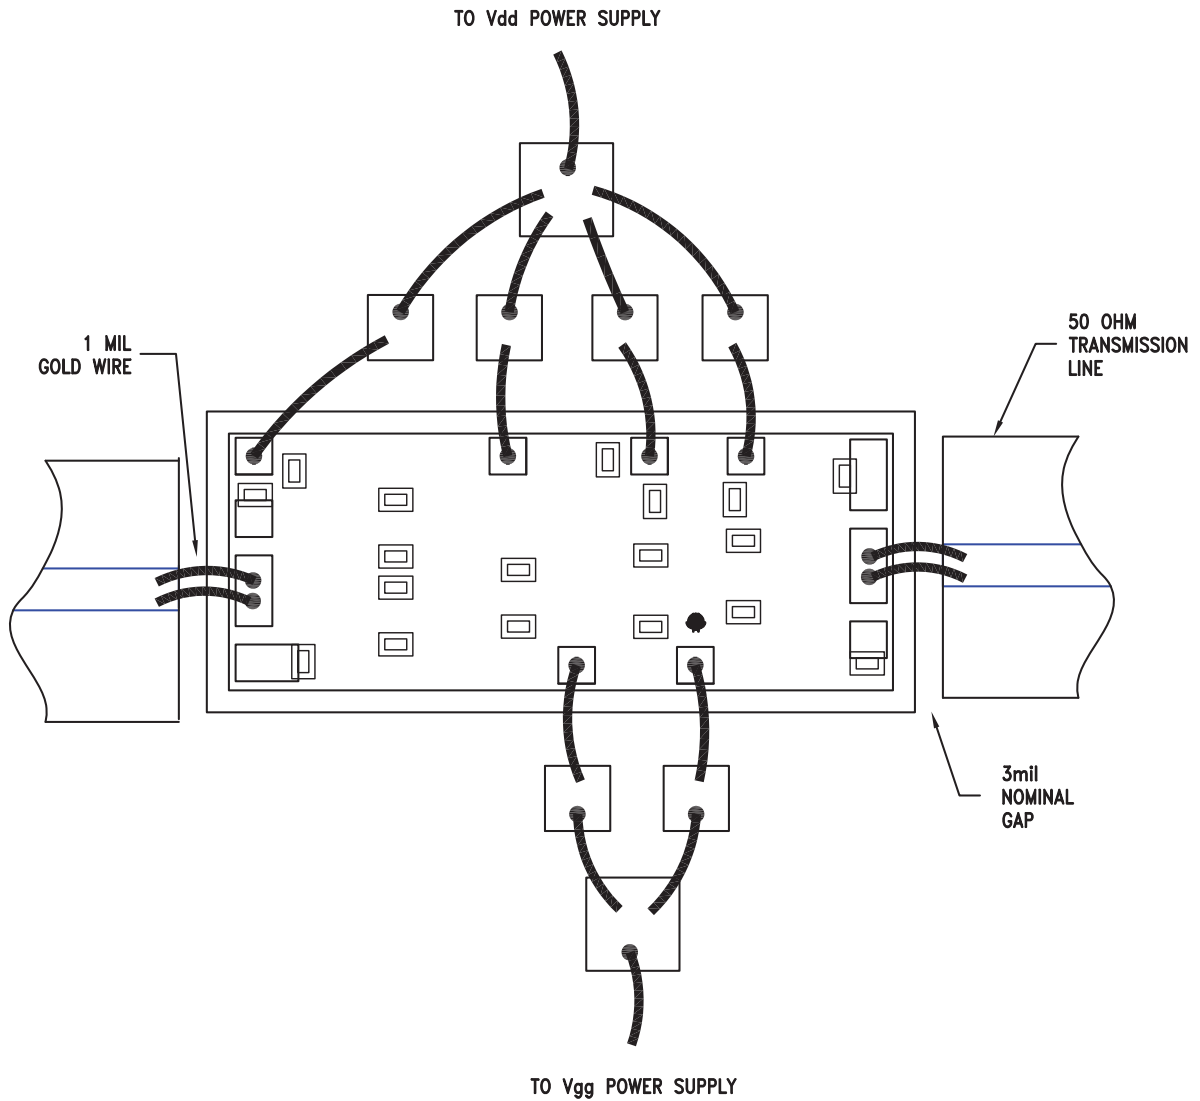 TO Vdd POWER SUPPLY
1 MIL
GOLD WIRE
50 OHM
TRANSMISSION
LINE
3mil
NOMINAL
GAP
TO Vgg POWER SUPPLY